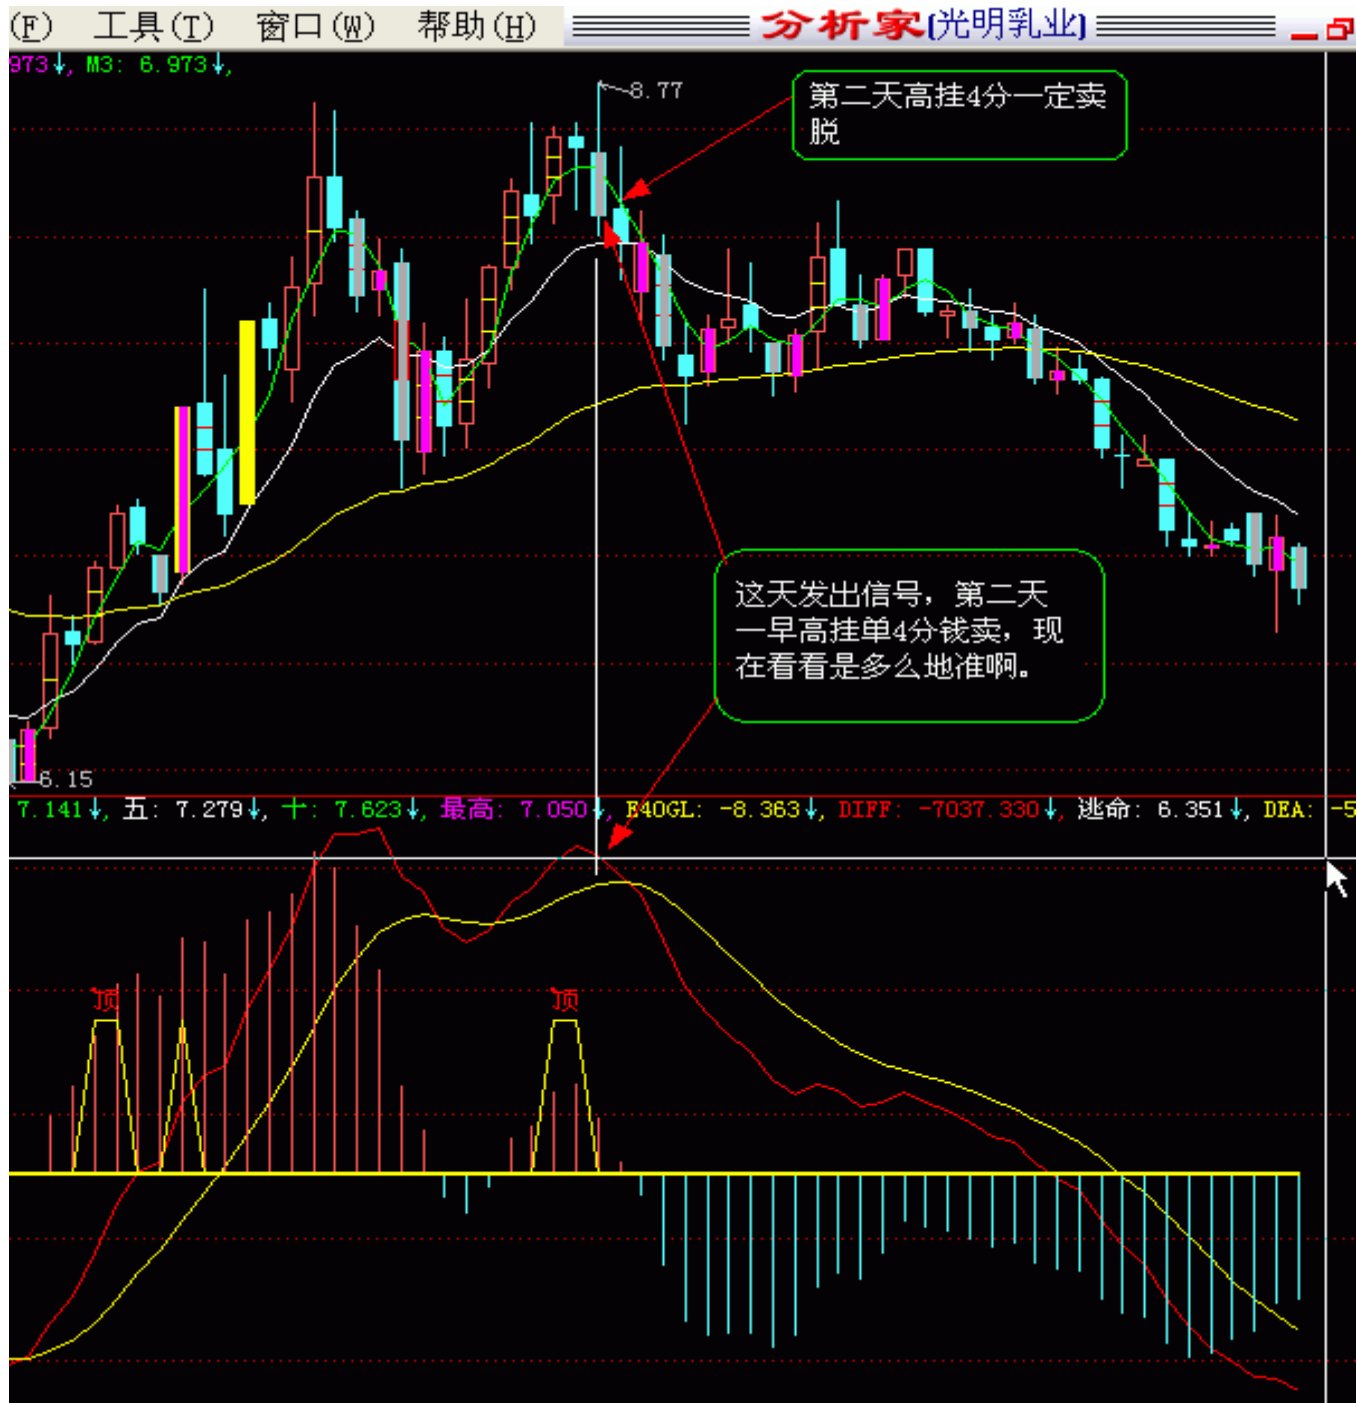 (F) 工具(T) 窗口(W) 帮助(H) 分析家(光明乳业)
973↓, M3: 6.973↓,
8.77
第二天高挂4分一定卖
脱
这天发出信号，第二天
一早高挂单4分钱卖，现
在看看是多么地准啊。
6.15
7.141↓, 五: 7.279↓, 十: 7.623↓, 最高: 7.050↓, E40GL: -8.363↓, DIFF: -7037.330↓, 逃命: 6.351↓, DEA: -5
顶 顶